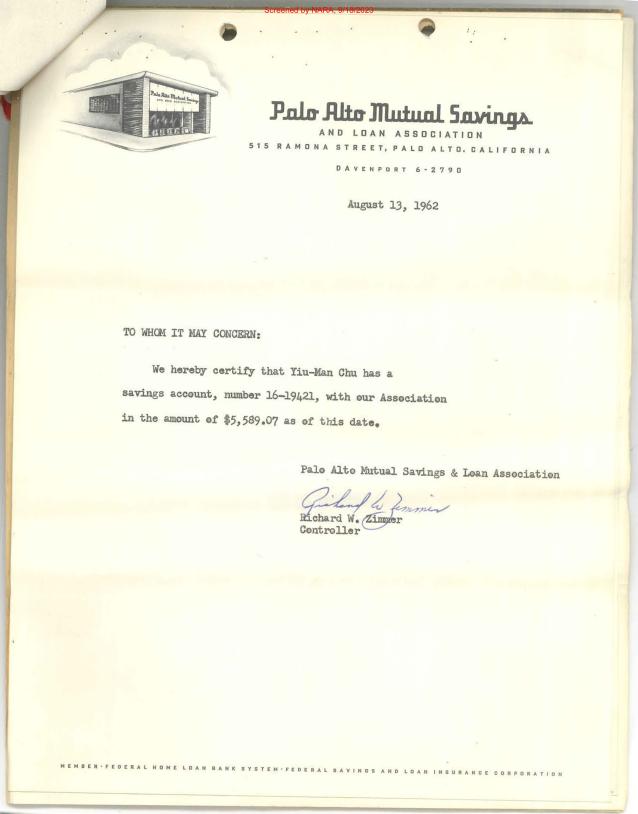 Screened by NARA, 9/18/2023
Palo Alto Mutual Savings
AND LOAN ASSOCIATION
Palo Alto Mutual Savings
AND LOAN ASSOCIATION
515 RAMONA STREET, PALO ALTO, CALIFORNIA
DAVENPORT 6-2790
August 13, 1962
TO WHOM IT MAY CONCERN:
We hereby certify that Yiu-Man Chu has a
savings account, number 16-19421, with our Association
in the amount of $5,589.07 as of this date.
Palo Alto Mutual Savings & Loan Association
Richard W Zimmer
Richard W. Zimmer
Controller
MEMBER-FEDERAL HOME LOAN BANK SYSTEM-FEDERAL SAVINGS AND LOAN INSURANCE CORPORATION